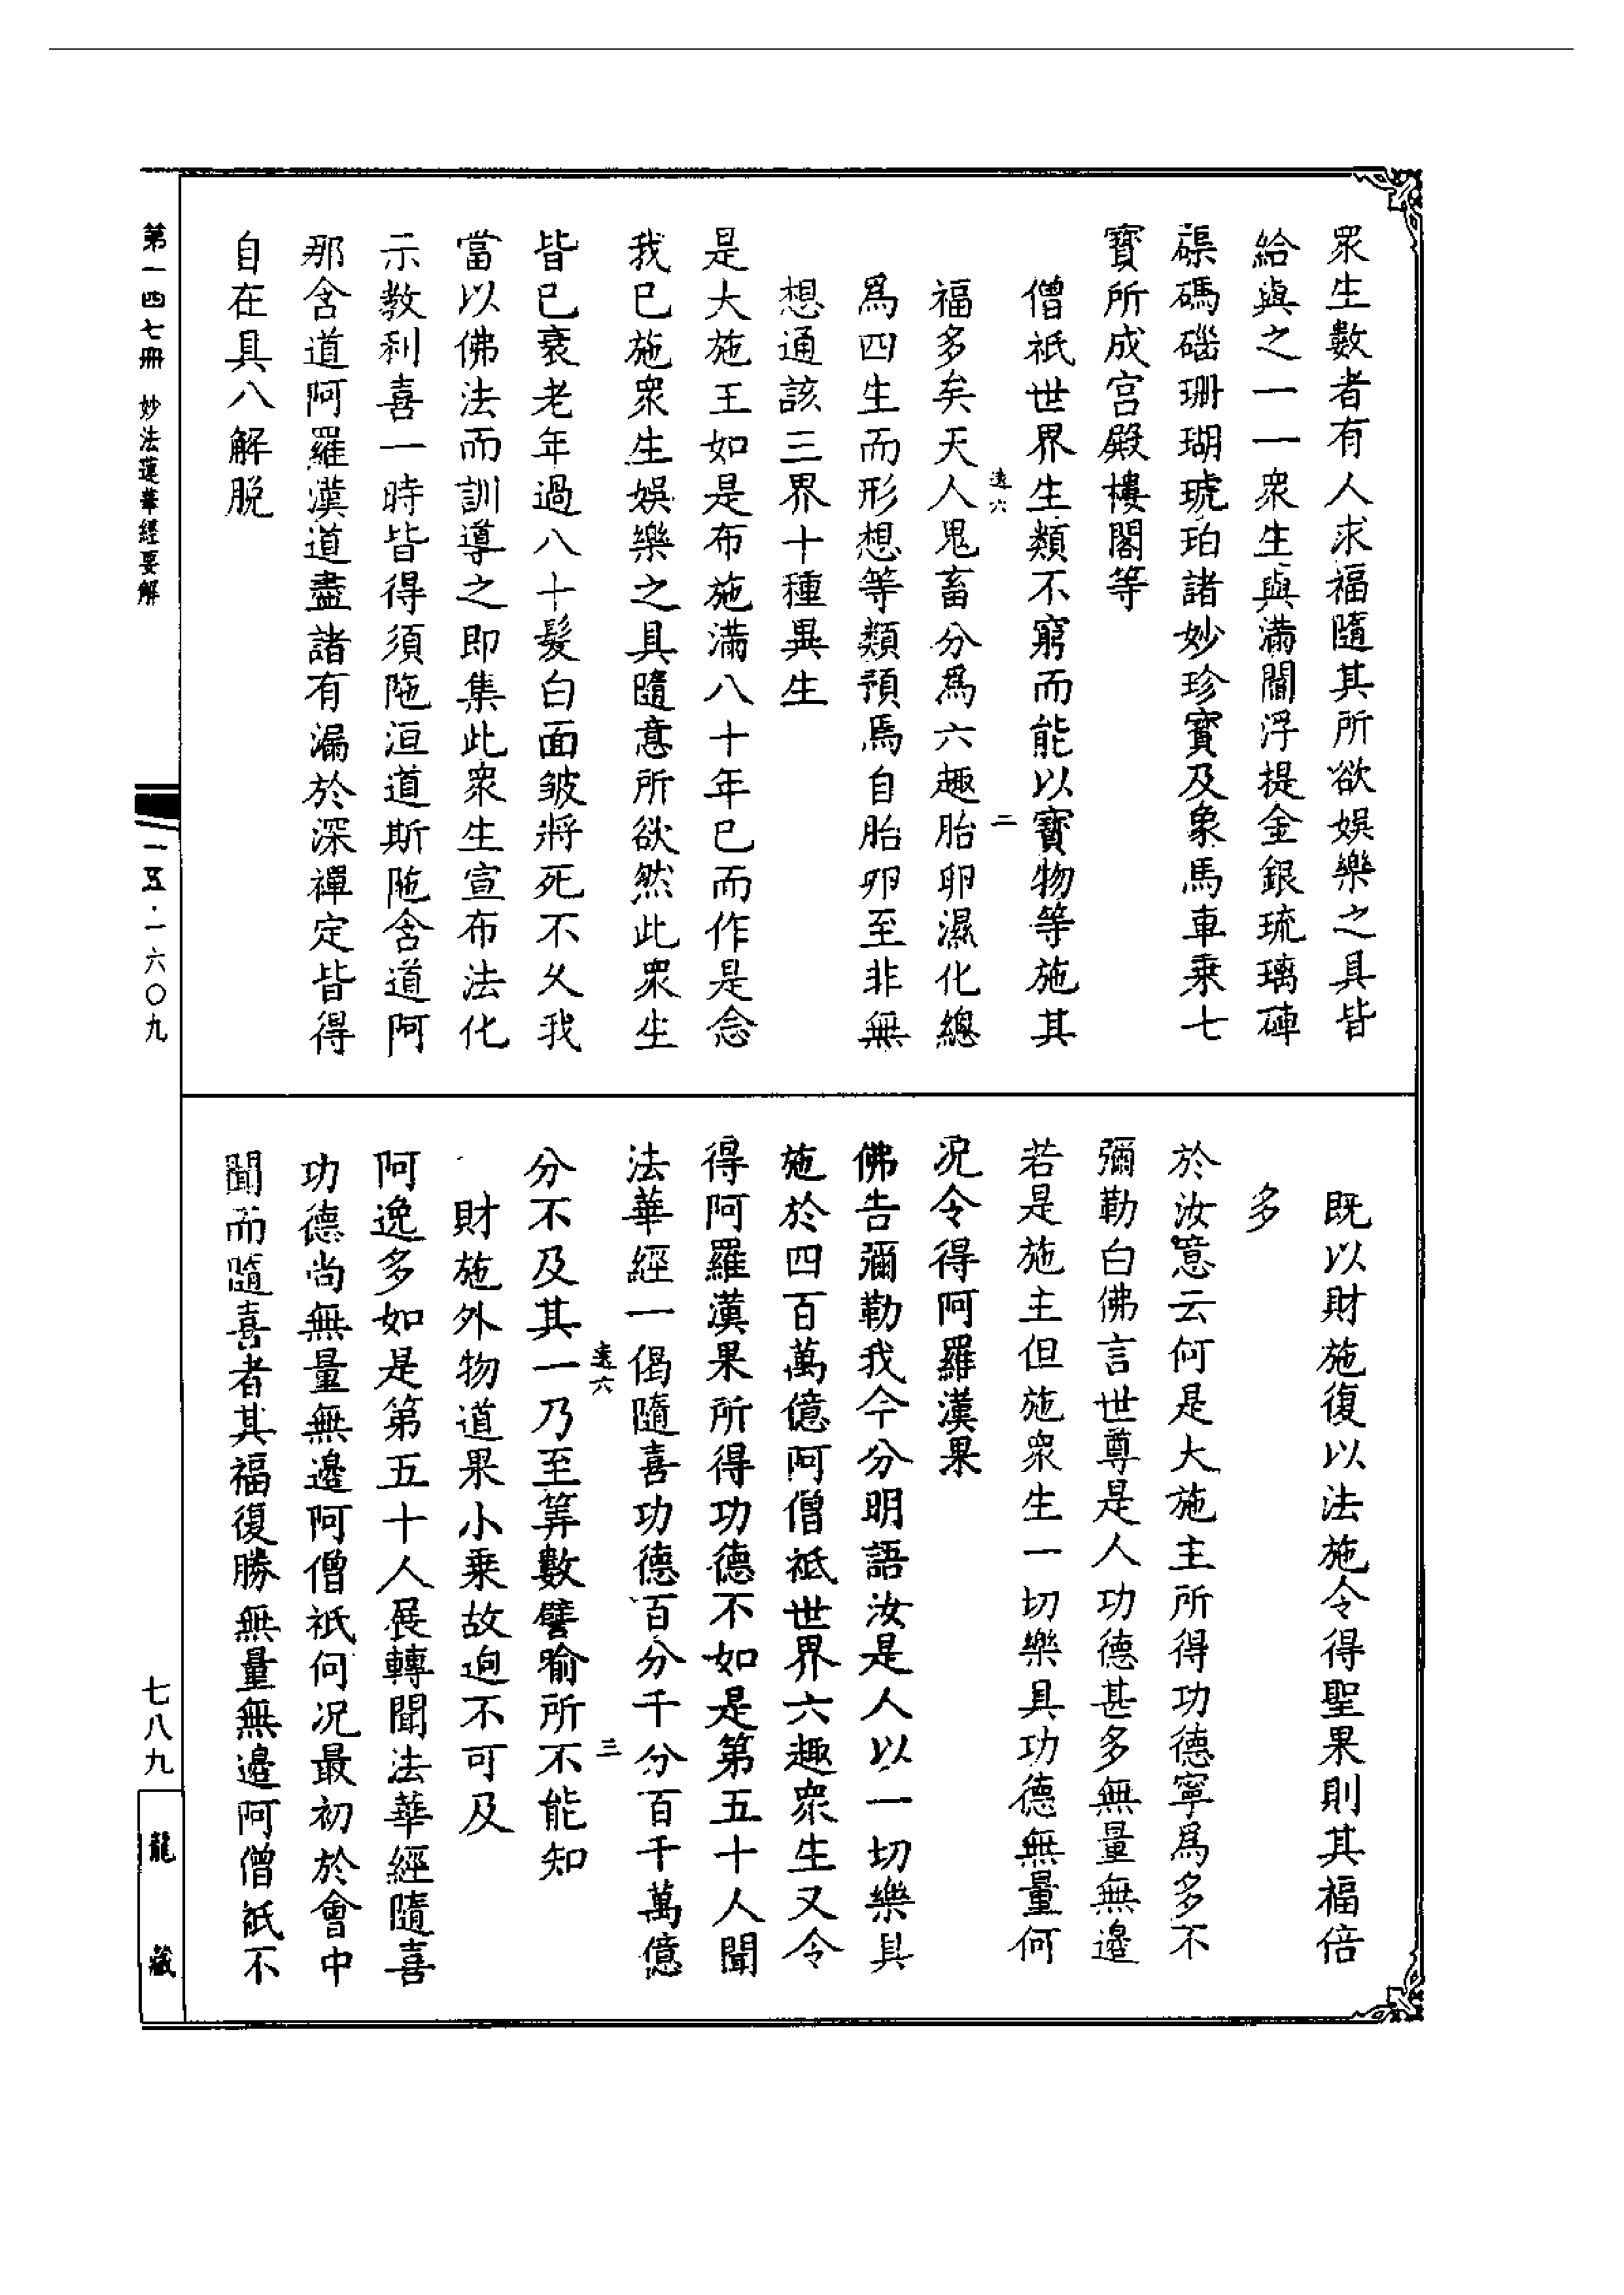 眾生數者有人求福隨其所欲娛樂之具皆
給與之一一眾生與滿閻浮提金銀琉璃硨
磲碼碯珊瑚琥珀諸妙珍寶及象馬車乘七
寶所成宮殿樓閣等
僧祇世界生類不窮而能以寶物等施其
遠六
二
福多矣天人鬼畜分為六趣胎卵濕化總
為四生而形想等類預焉自胎卵至非無
想通該三界十種異生
是大施王如是布施滿八十年已而作是念
我已施眾生娛樂之具隨意所欲然此眾生
皆已衰老年過八十髮白面皺將死不久我
當以佛法而訓導之即集此眾生宣布法化
示教利喜一時皆得須陁洹道斯陁含道阿
那含道阿羅漢道盡諸有漏於深禪定皆得
自在具八解脫
既以財施復以法施令得聖果則其福倍
多
於汝意云何是大施主所得功德寧為多不
彌勒白佛言世尊是人功德甚多無量無邊
若是施主但施眾生一切樂具功德無量何
況令得阿羅漢果
佛告彌勒我今分明語汝是人以一切樂具
施於四百萬億阿僧祇世界六趣眾生又令
得阿羅漢果所得功德不如是第五十人聞
法華經一偈隨喜功德百分千分百千萬億
遠六
三
分不及其一乃至筭數譬喻所不能知
財施外物道果小乘故逈不可及
阿逸多如是第五十人展轉聞法華經隨喜
功德尚無量無邊阿僧祇何況最初於會中
聞而隨喜者其福復勝無量無邊阿僧祇不
第一四七冊 妙法蓮華經要解
一五·一六〇九
七八九
龍藏